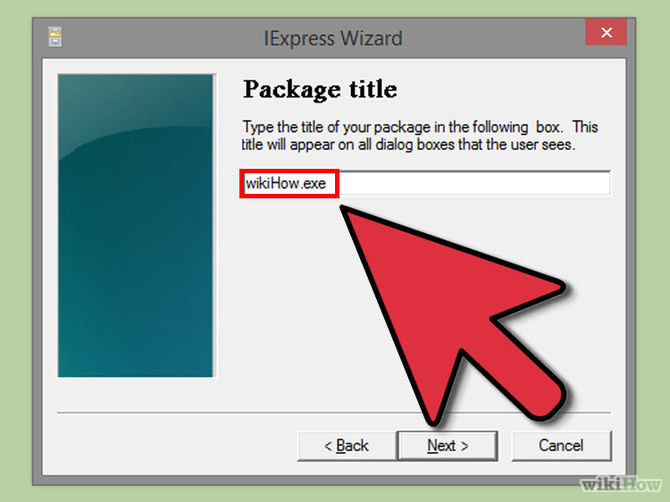 IExpress Wizard
Package title
Type the title of your package in the following box. This
title will appear on all dialog boxes that the user sees.
wikiHow.exe
< Back
Next >
Cancel
wikiHow